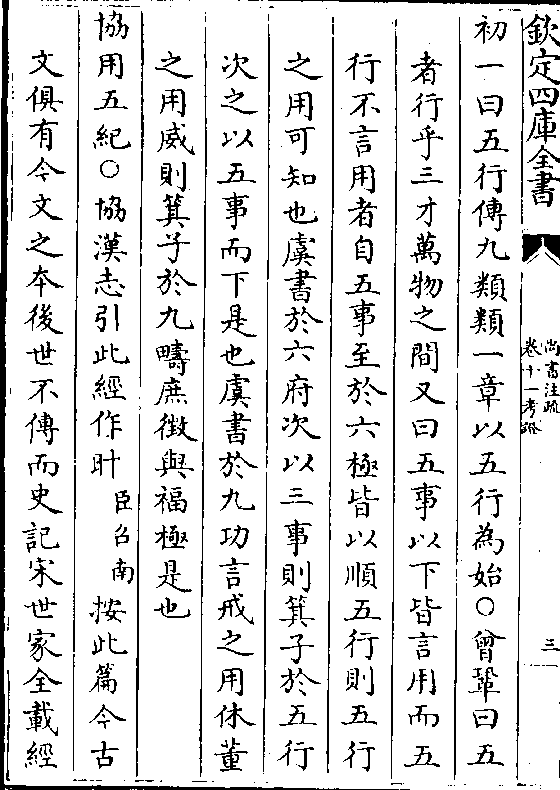 欽定四庫全書
尚書注疏
卷十一考證
三
初一曰五行傳九類類一章以五行為始○曾鞏曰五
者行乎三才萬物之間又曰五事以下皆言用而五
行不言用者自五事至於六極皆以順五行則五行
之用可知也虞書於六府次以三事則箕子於五行
次之以五事而下是也虞書於九功言戒之用休董
之用威則箕子於九疇庶徵與福極是也
協用五紀○協漢志引此經作叶臣召南按此篇今古
文俱有今文之本後世不傳而史記宋世家全載經